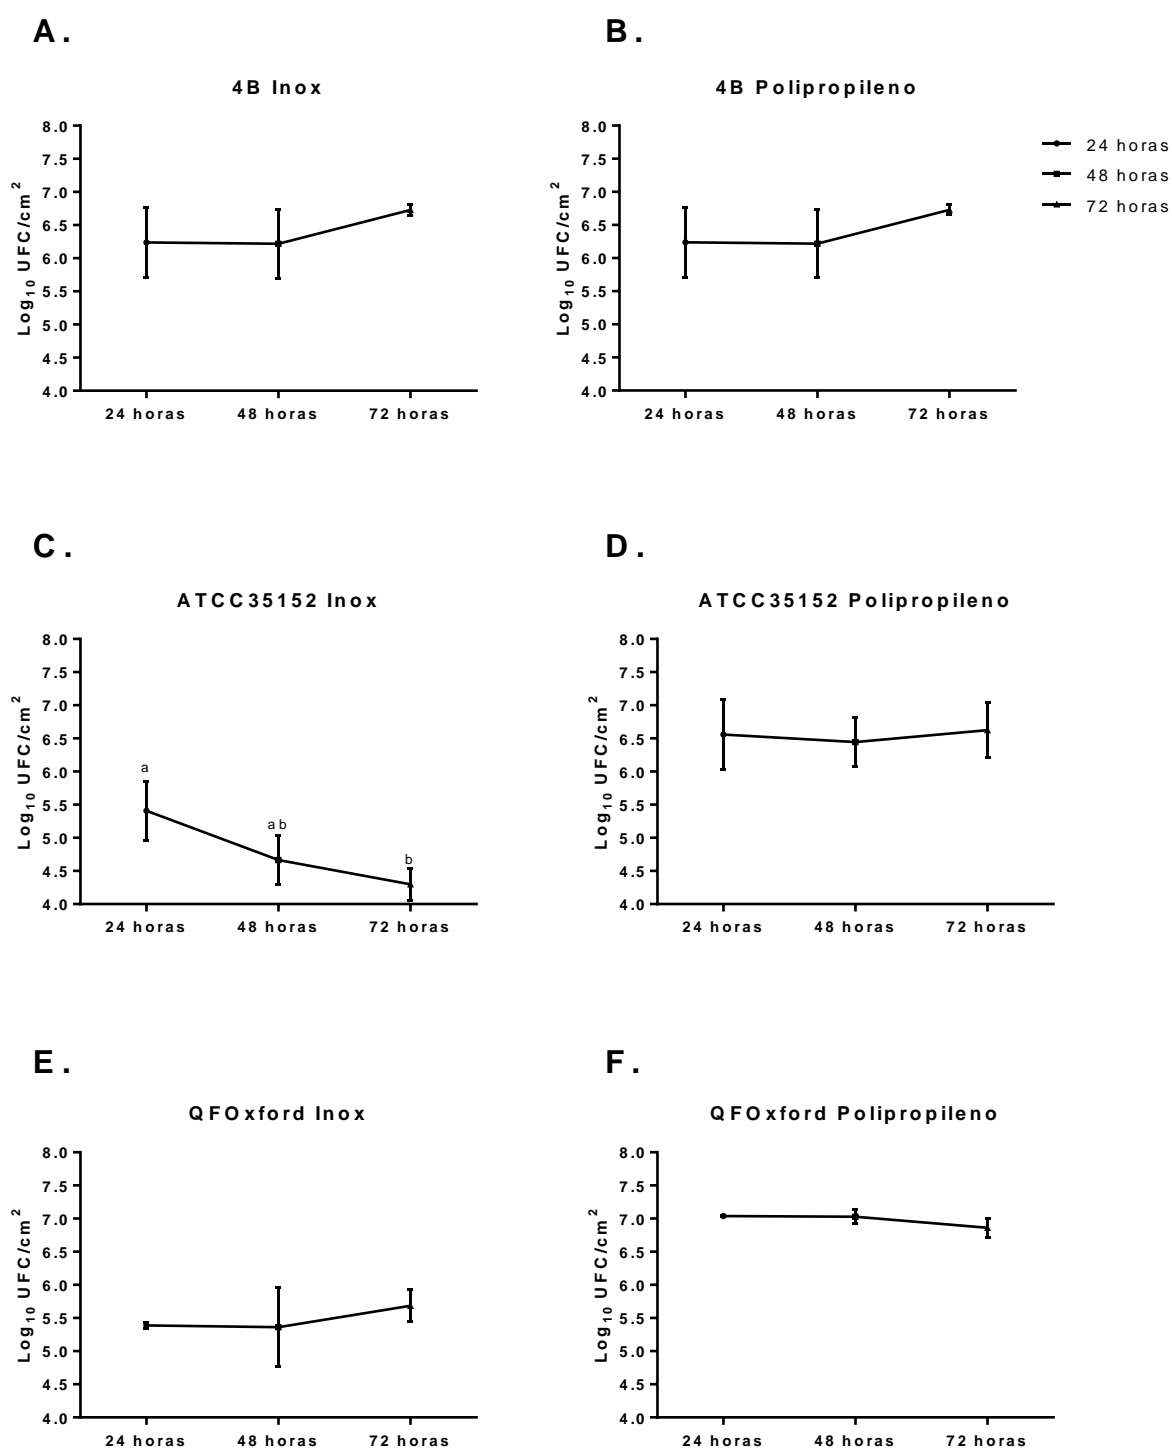 A.
4B Inox
Log10 UFC/cm2
8.0
7.5
7.0
6.5
6.0
5.5
5.0
4.5
4.0
24 horas 48 horas 72 horas
B.
4B Polipropileno
Log10 UFC/cm2
8.0
7.5
7.0
6.5
6.0
5.5
5.0
4.5
4.0
24 horas 48 horas 72 horas
24 horas
48 horas
72 horas
C.
ATCC35152 Inox
Log10 UFC/cm2
8.0
7.5
7.0
6.5
6.0
5.5
5.0
4.5
4.0
a
ab
b
24 horas 48 horas 72 horas
D.
ATCC35152 Polipropileno
Log10 UFC/cm2
8.0
7.5
7.0
6.5
6.0
5.5
5.0
4.5
4.0
24 horas 48 horas 72 horas
E.
QFOxford Inox
Log10 UFC/cm2
8.0
7.5
7.0
6.5
6.0
5.5
5.0
4.5
4.0
24 horas 48 horas 72 horas
F.
QFOxford Polipropileno
Log10 UFC/cm2
8.0
7.5
7.0
6.5
6.0
5.5
5.0
4.5
4.0
24 horas 48 horas 72 horas